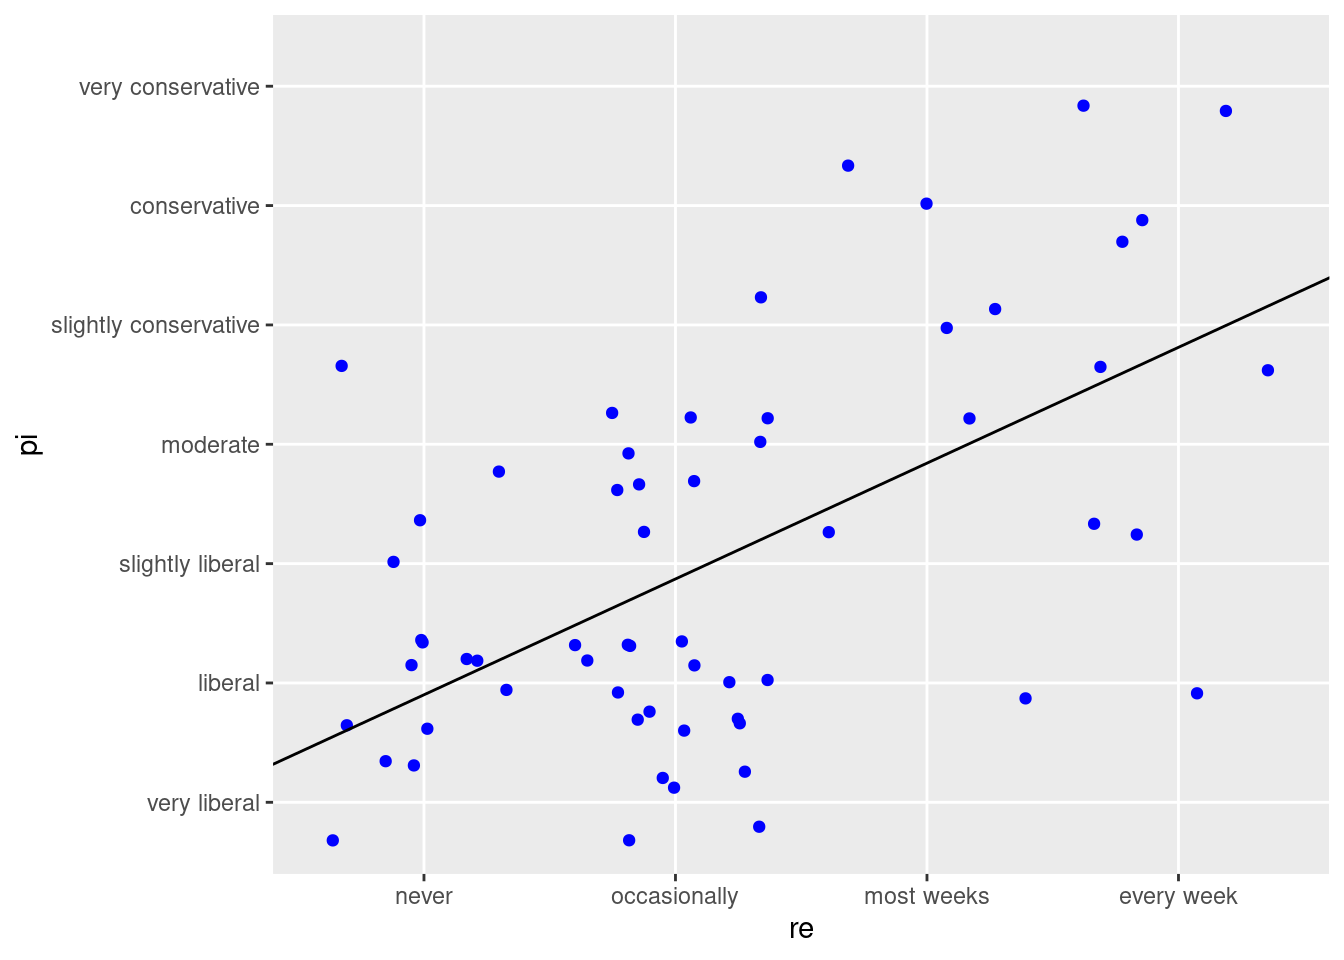 very conservative
conservative
slightly conservative
moderate
slightly liberal
liberal
very liberal
pi
never occasionally most weeks every week
re